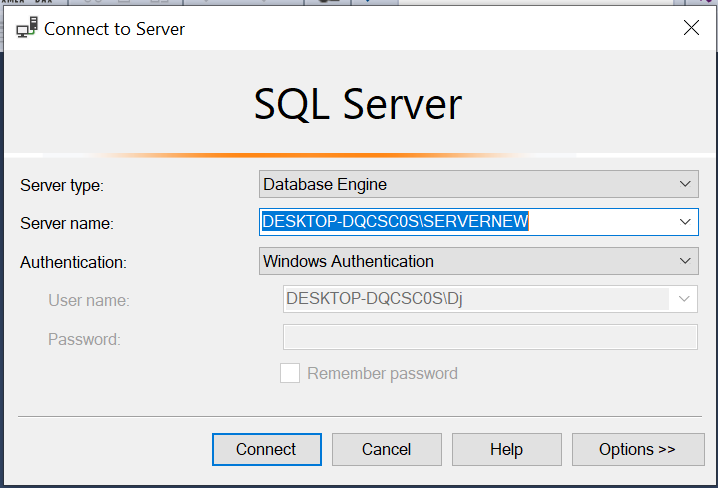 Connect to Server
SQL Server
Server type: Database Engine
Server name: DESKTOP-DQCSC0S\SERVERNEW
Authentication: Windows Authentication
User name: DESKTOP-DQCSC0S\Dj
Password:
Remember password
Connect Cancel Help Options >>